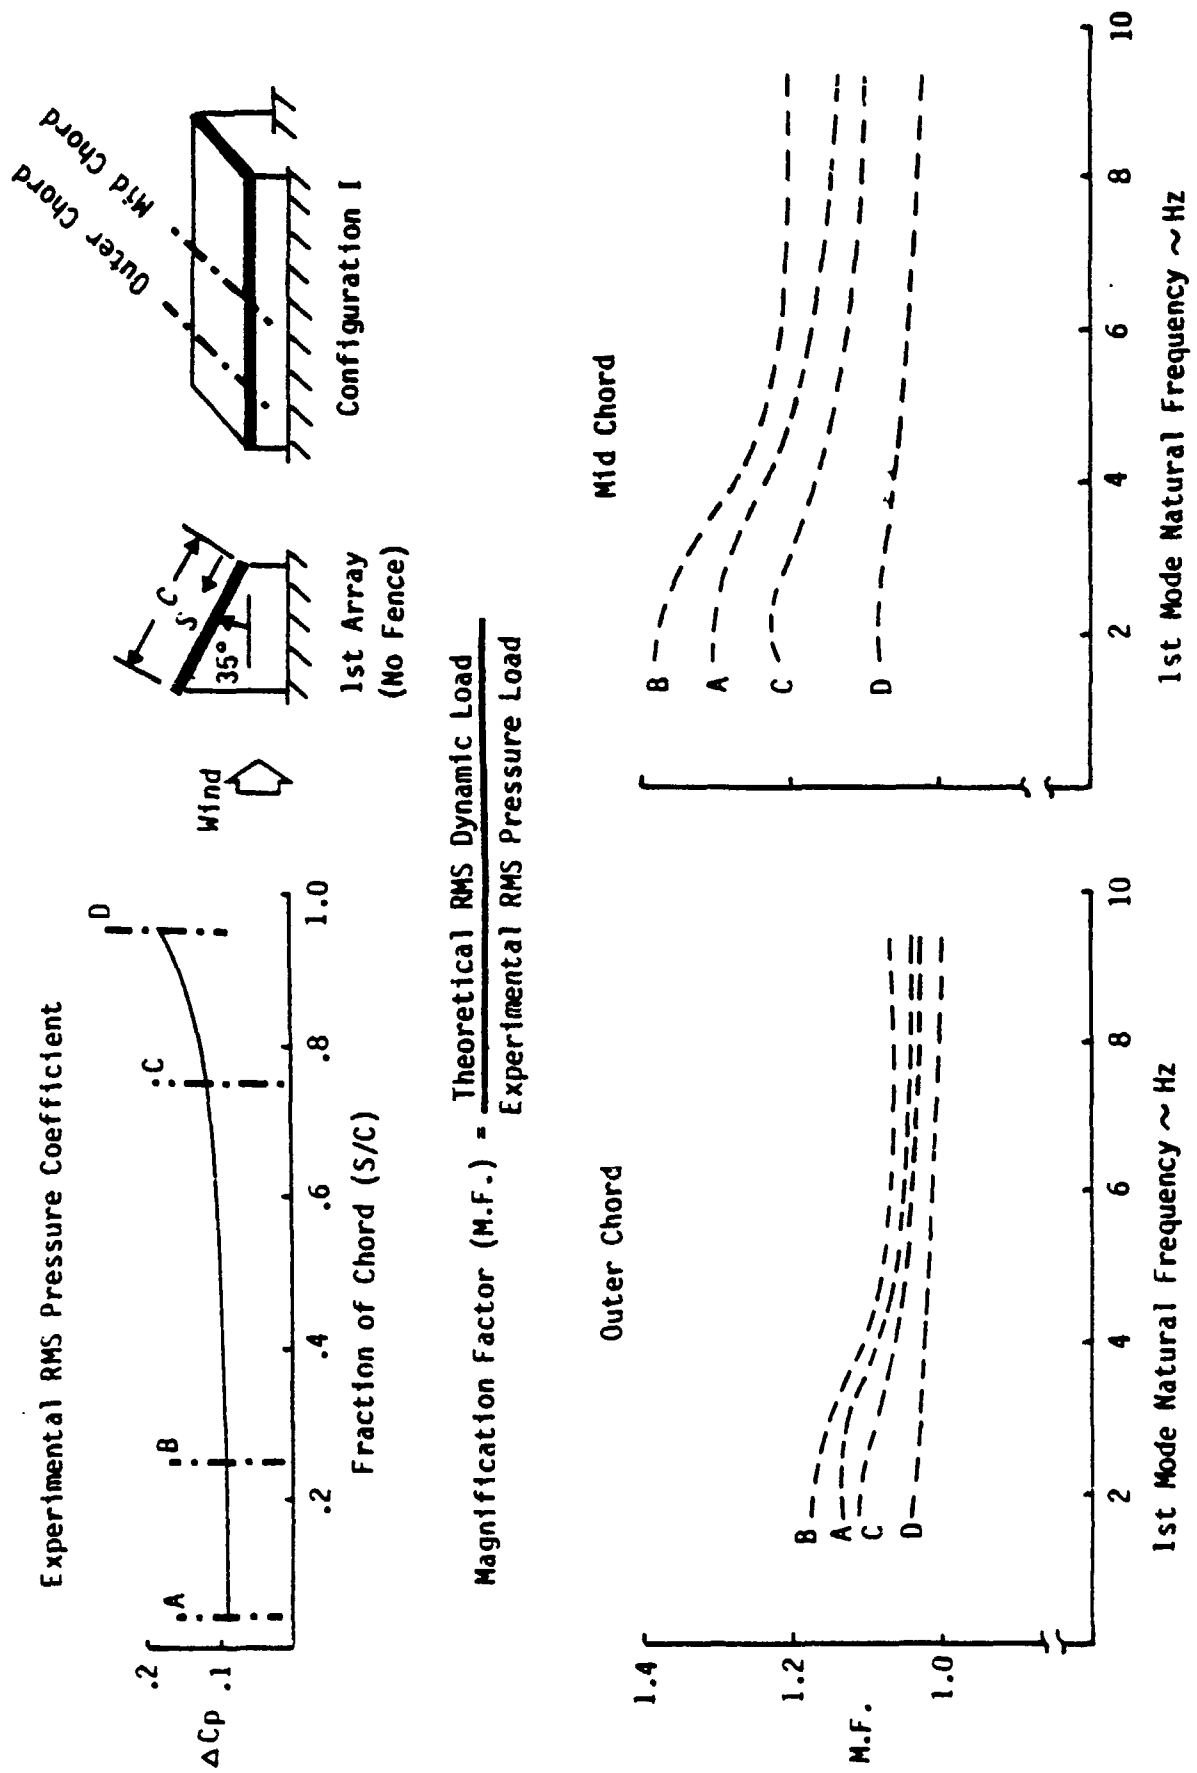 Experimental RMS Pressure Coefficient
ΔCp
.2
.1
A
B
C
D
.2
.4
.6
.8
1.0
Fraction of Chord (S/C)
Wind
35°
S
C
1st Array
(No Fence)
Outer Chord
Mid Chord
Configuration I
Magnification Factor (M.F.) = Theoretical RMS Dynamic Load
Experimental RMS Pressure Load
Outer Chord
M.F.
1.4
1.2
1.0
B
A
C
D
2
4
6
8
10
1st Mode Natural Frequency ~ Hz
Mid Chord
B
A
C
D
2
4
6
8
10
1st Mode Natural Frequency ~ Hz